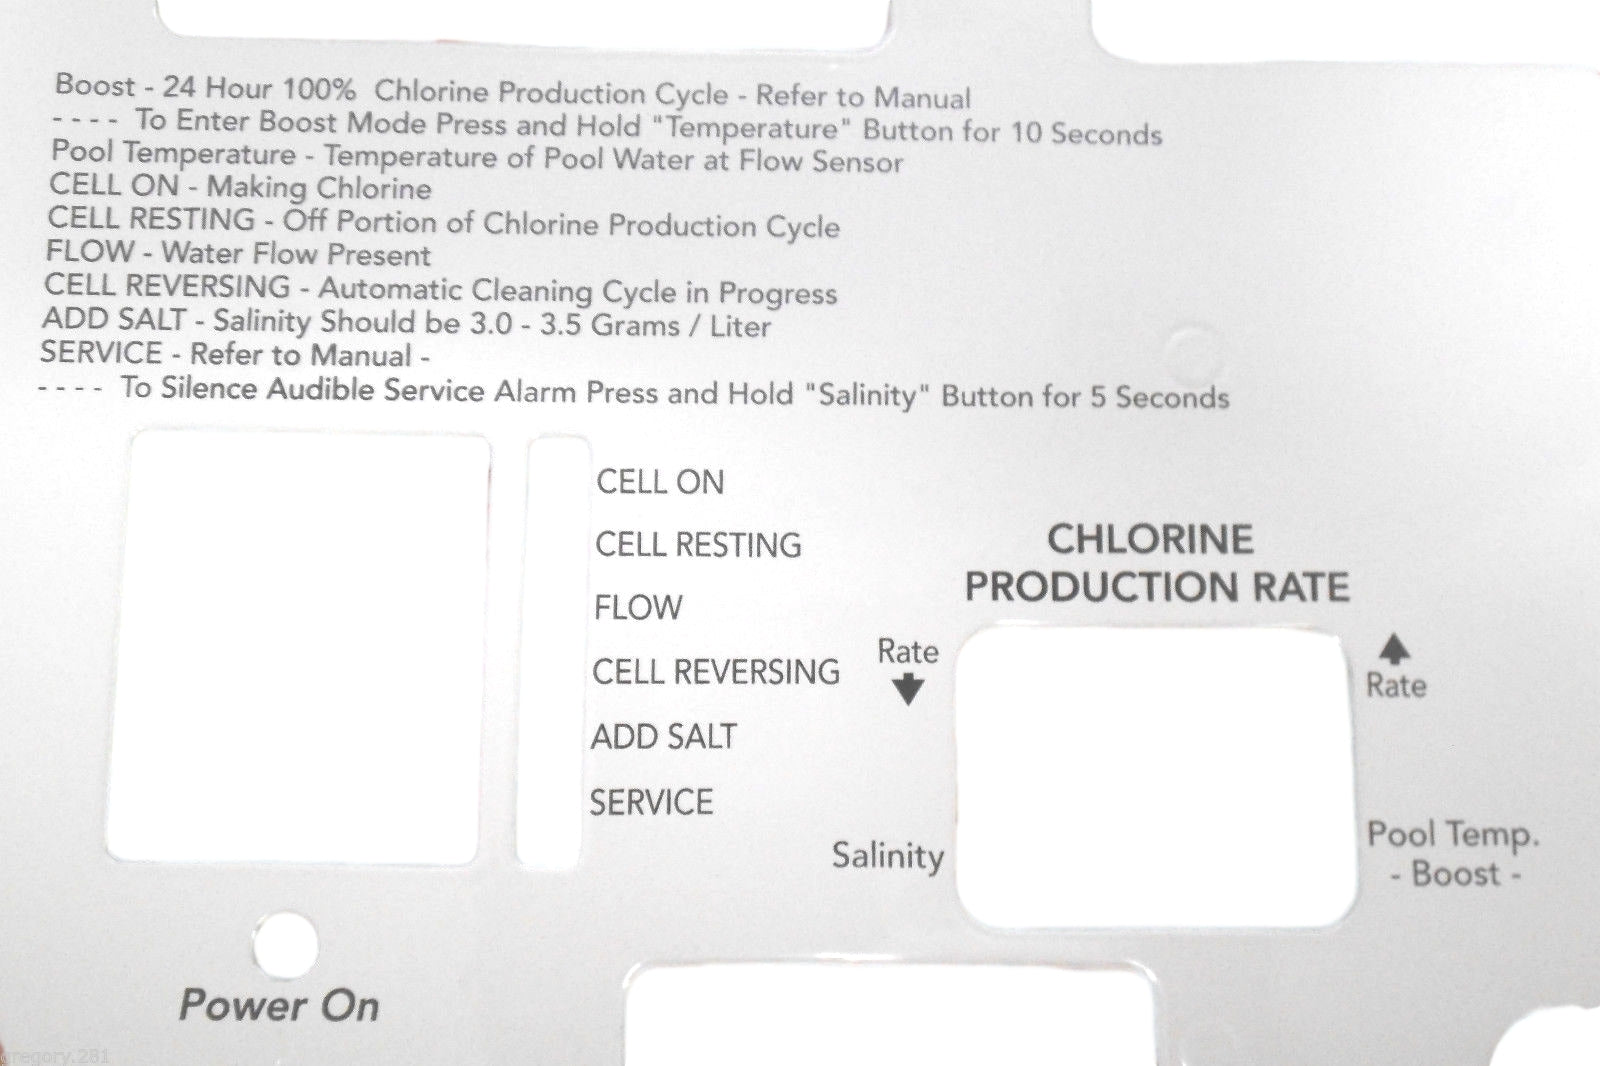 Boost - 24 Hour 100% Chlorine Production Cycle - Refer to Manual
- - - - To Enter Boost Mode Press and Hold "Temperature" Button for 10 Seconds
Pool Temperature - Temperature of Pool Water at Flow Sensor
CELL ON - Making Chlorine
CELL RESTING - Off Portion of Chlorine Production Cycle
FLOW - Water Flow Present
CELL REVERSING - Automatic Cleaning Cycle in Progress
ADD SALT - Salinity Should be 3.0 - 3.5 Grams / Liter
SERVICE - Refer to Manual -
- - - - To Silence Audible Service Alarm Press and Hold "Salinity" Button for 5 Seconds
CELL ON
CELL RESTING
FLOW
CELL REVERSING
ADD SALT
SERVICE
CHLORINE
PRODUCTION RATE
Rate
Rate
Salinity
Pool Temp.
- Boost -
Power On
gregory.281